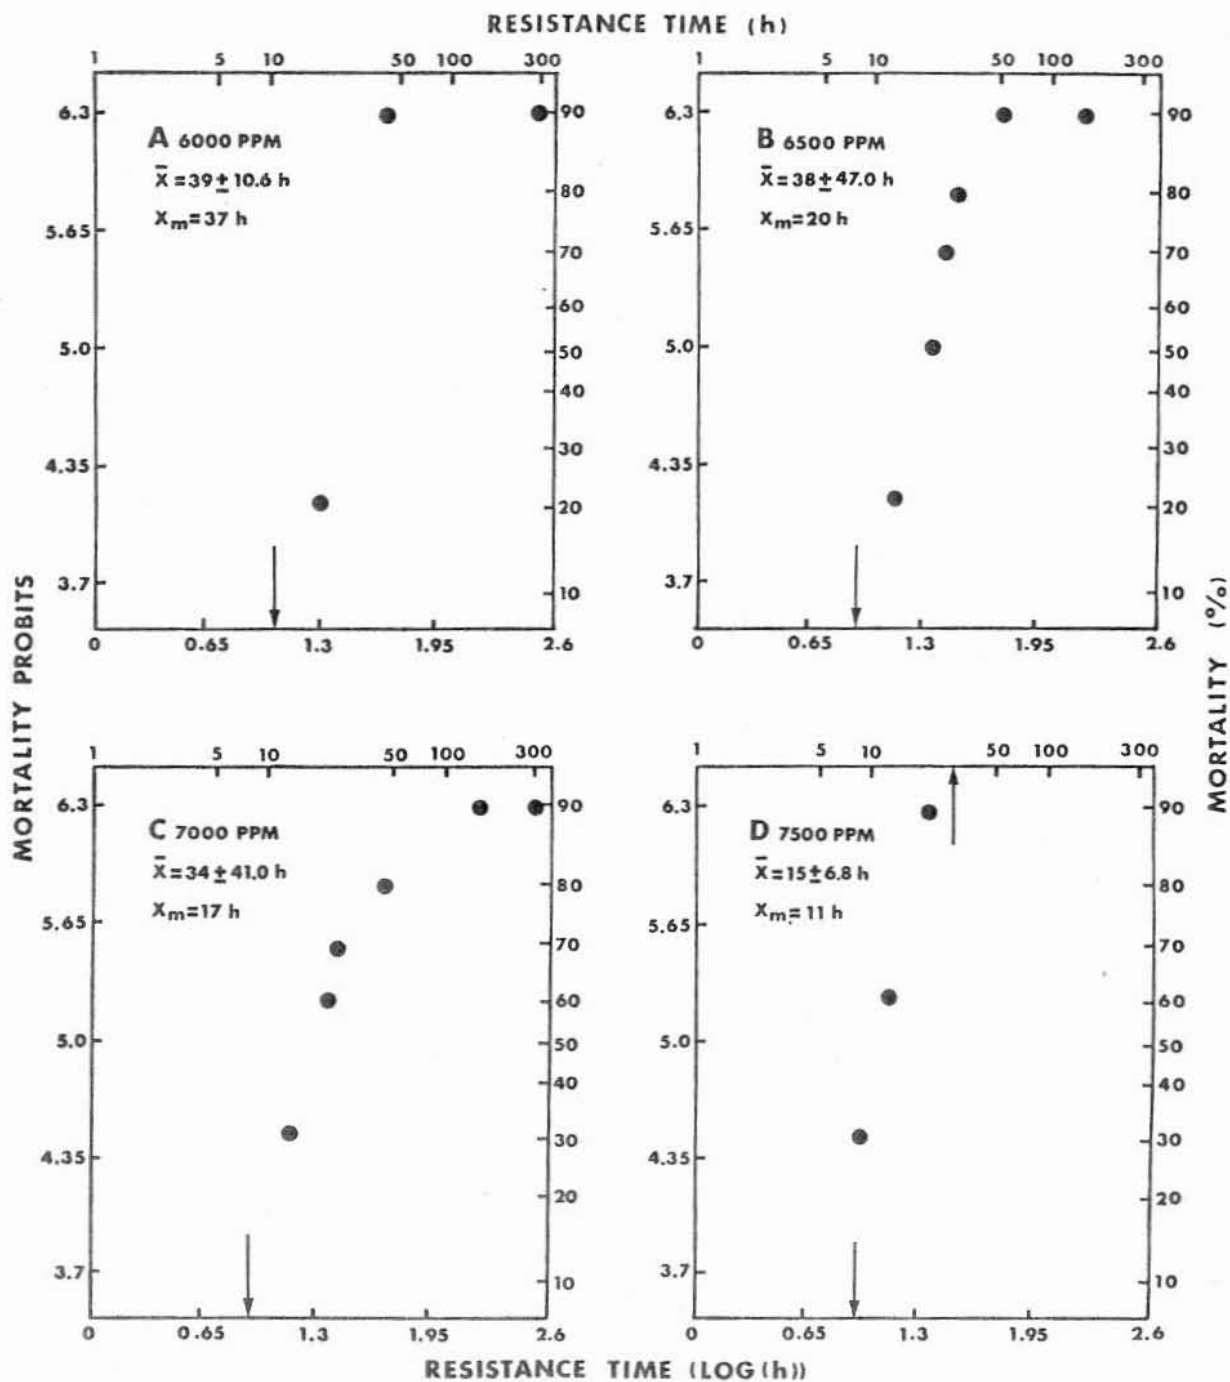 RESISTANCE TIME (h)
1 5 10 50 100 300
1 5 10 50 100 300
6.3
5.65
5.0
4.35
3.7
A 6000 PPM
X̄ = 39 ± 10.6 h
Xm = 37 h
90
80
70
60
50
40
30
20
10
0 0.65 1.3 1.95 2.6
6.3
5.65
5.0
4.35
3.7
B 6500 PPM
X̄ = 38 ± 47.0 h
Xm = 20 h
90
80
70
60
50
40
30
20
10
0 0.65 1.3 1.95 2.6
MORTALITY PROBITS
MORTALITY (%)
1 5 10 50 100 300
1 5 10 50 100 300
6.3
5.65
5.0
4.35
3.7
C 7000 PPM
X̄ = 34 ± 41.0 h
Xm = 17 h
90
80
70
60
50
40
30
20
10
0 0.65 1.3 1.95 2.6
6.3
5.65
5.0
4.35
3.7
D 7500 PPM
X̄ = 15 ± 6.8 h
Xm = 11 h
90
80
70
60
50
40
30
20
10
0 0.65 1.3 1.95 2.6
RESISTANCE TIME (LOG (h))